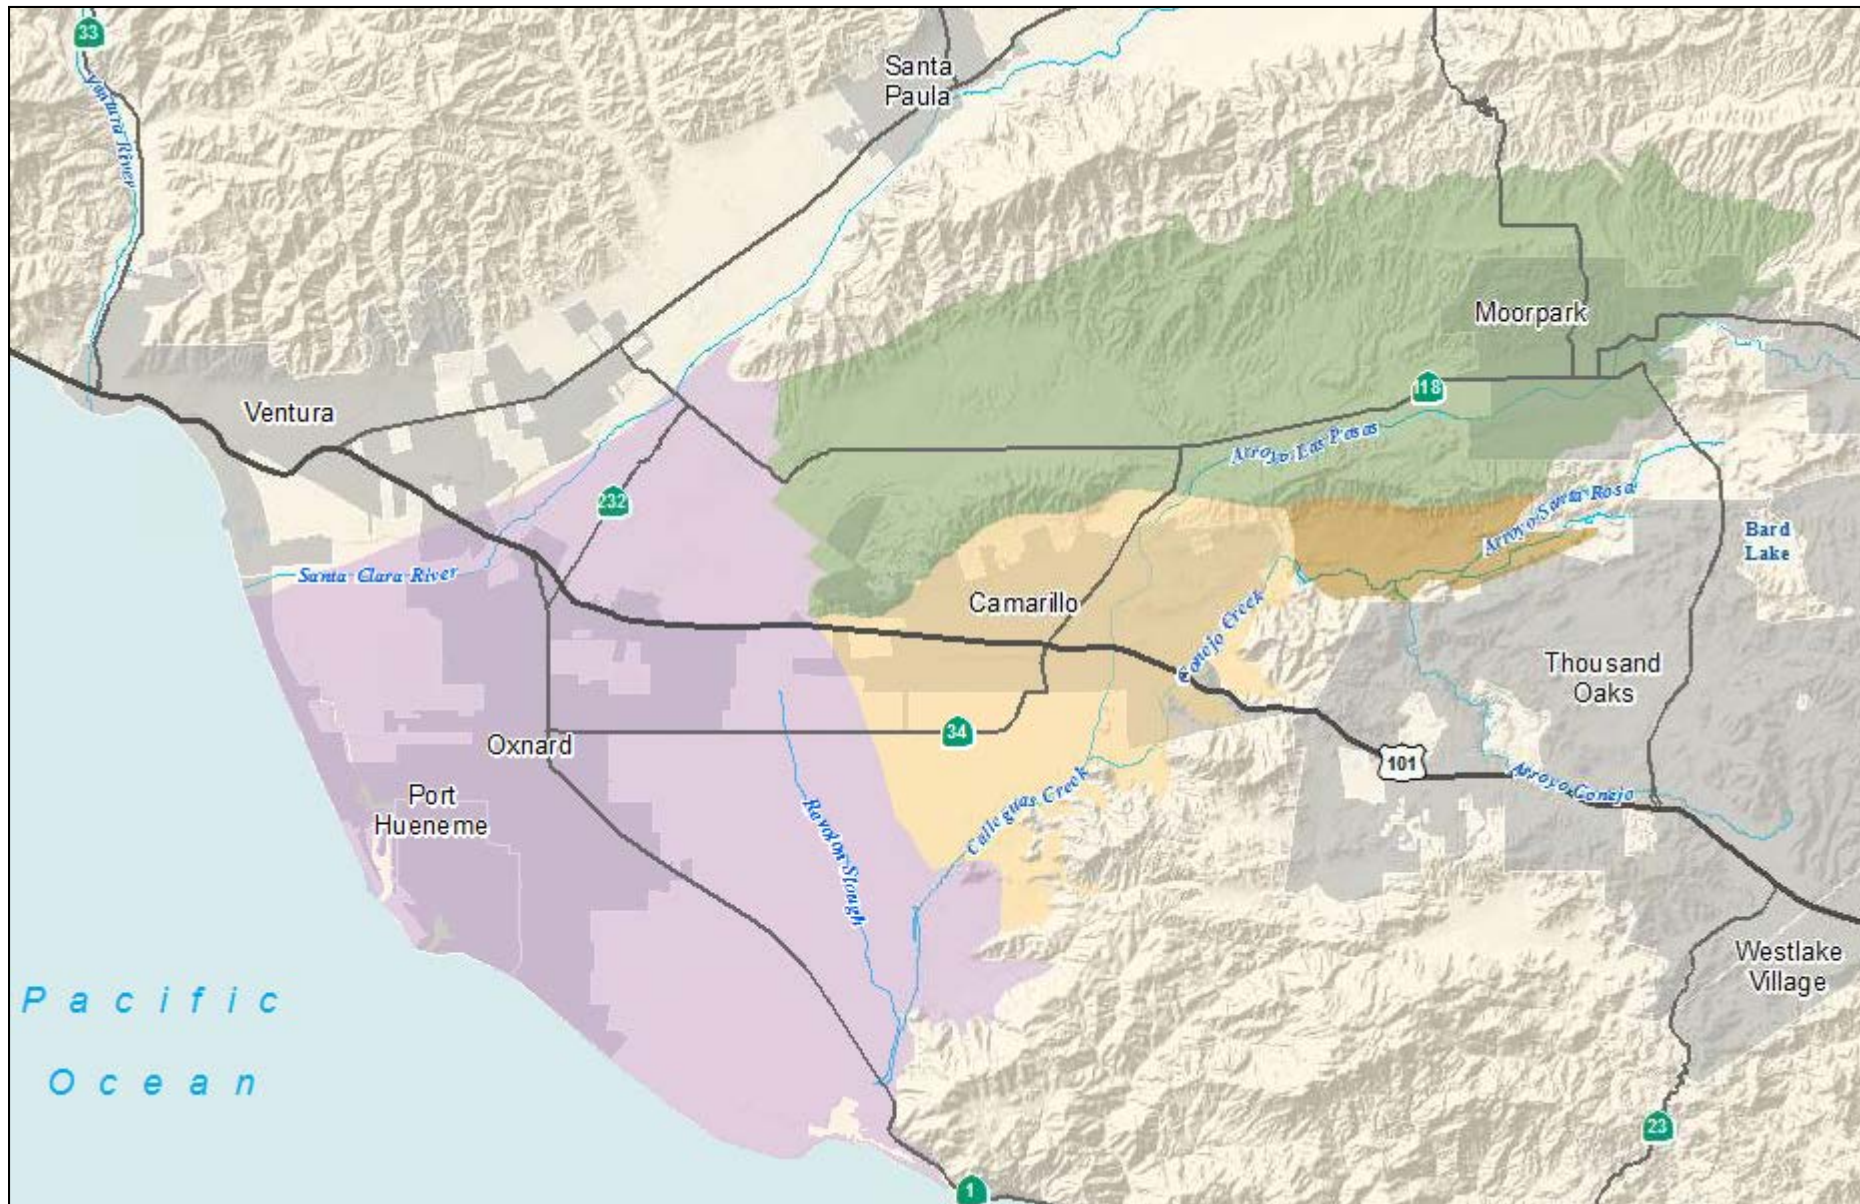 33
Ventura River
Santa
Paula
Moorpark
118
Ventura
Arroyo Las Posas
232
Arroyo Santa Rosa
Bard
Lake
Santa Clara River
Camarillo
Conejo Creek
Thousand
Oaks
34
Oxnard
101
Arroyo Conejo
Port
Hueneme
Calleguas Creek
Revolon Slough
Westlake
Village
Pacific
Ocean
23
1